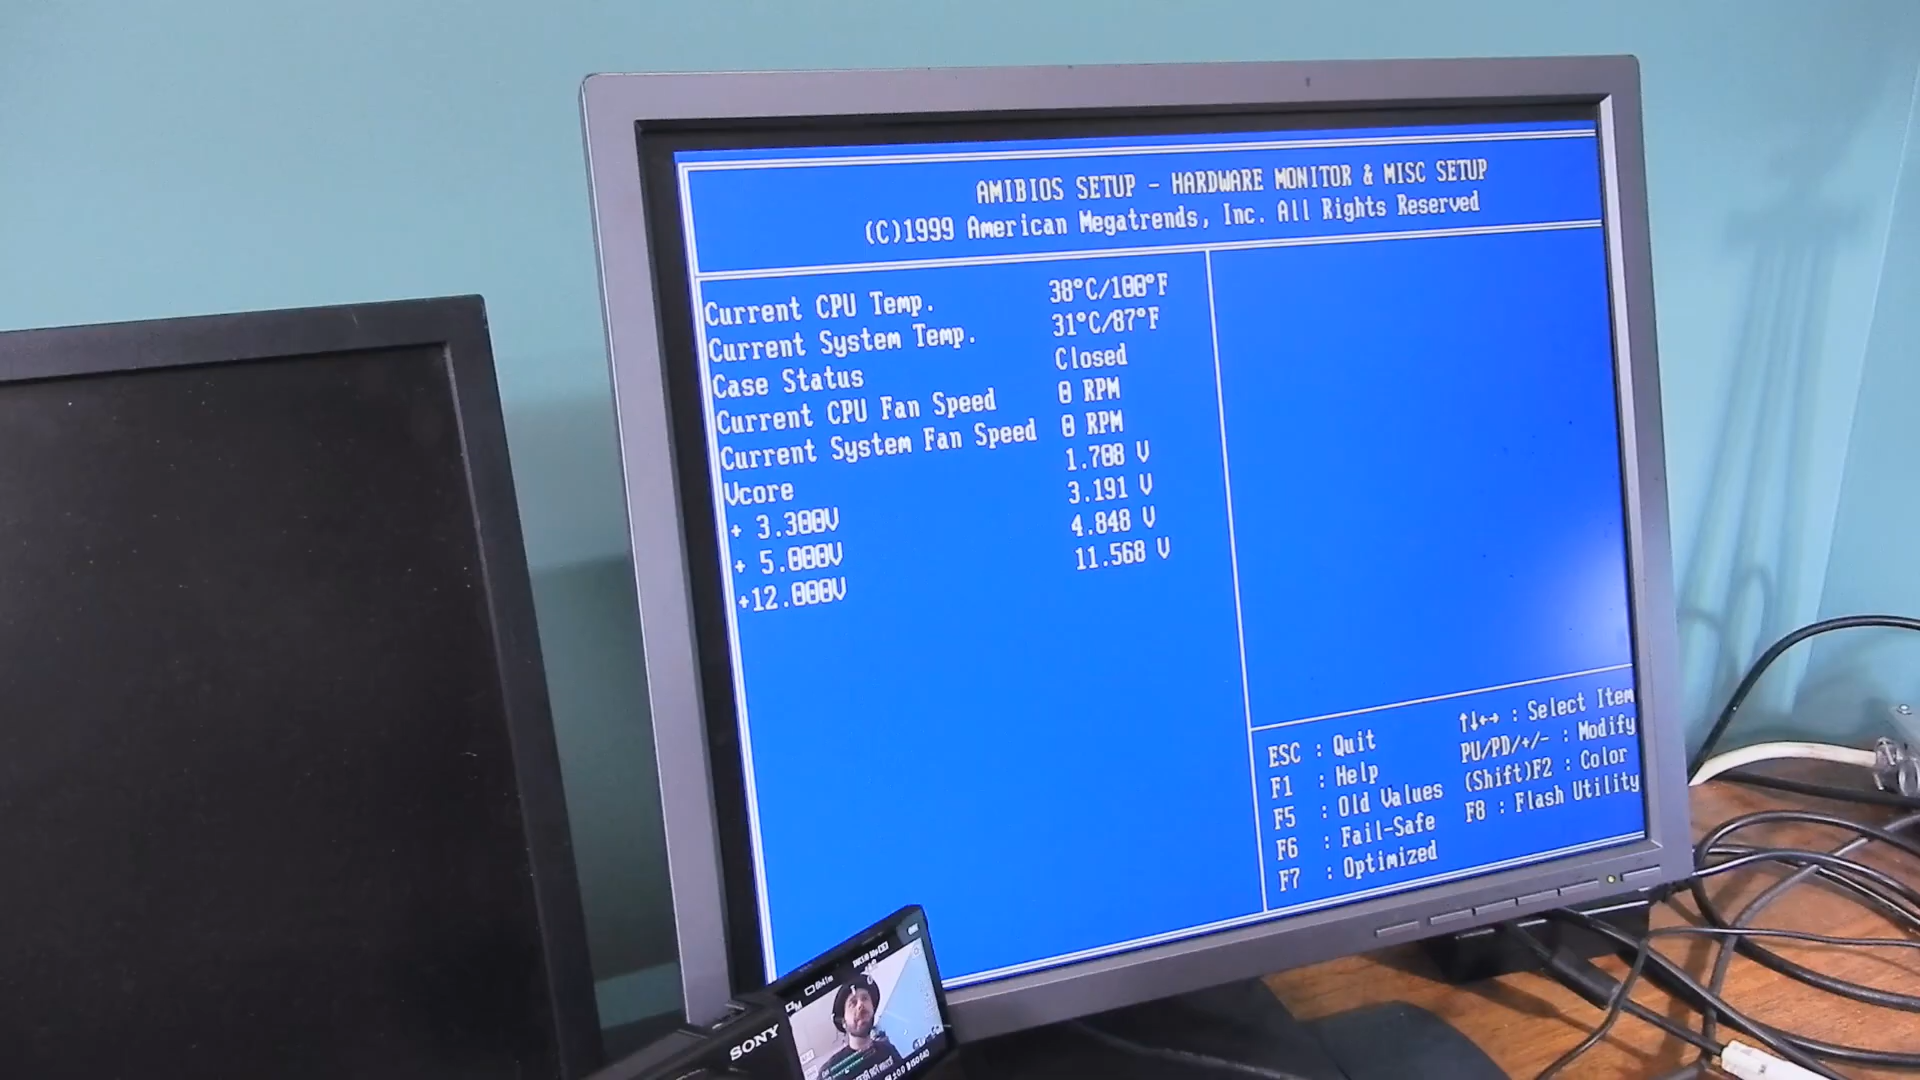 AMIBIOS SETUP - HARDWARE MONITOR & MISC SETUP
(C)1999 American Megatrends, Inc. All Rights Reserved
Current CPU Temp. 38°C/100°F
Current System Temp. 31°C/87°F
Case Status Closed
Current CPU Fan Speed 0 RPM
Current System Fan Speed 0 RPM
Vcore 1.708 V
+ 3.300V 3.191 V
+ 5.000V 4.848 V
+12.000V 11.568 V
ESC : Quit ↑↓←→ : Select Item
F1 : Help PU/PD/+/- : Modify
F5 : Old Values (Shift)F2 : Color
F6 : Fail-Safe F8 : Flash Utility
F7 : Optimized
SONY